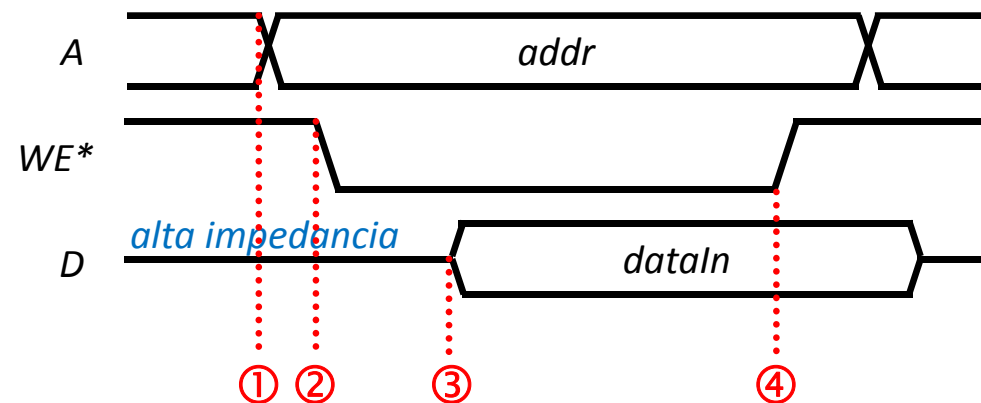 A addr
WE*
alta impedancia
D dataIn
① ② ③ ④